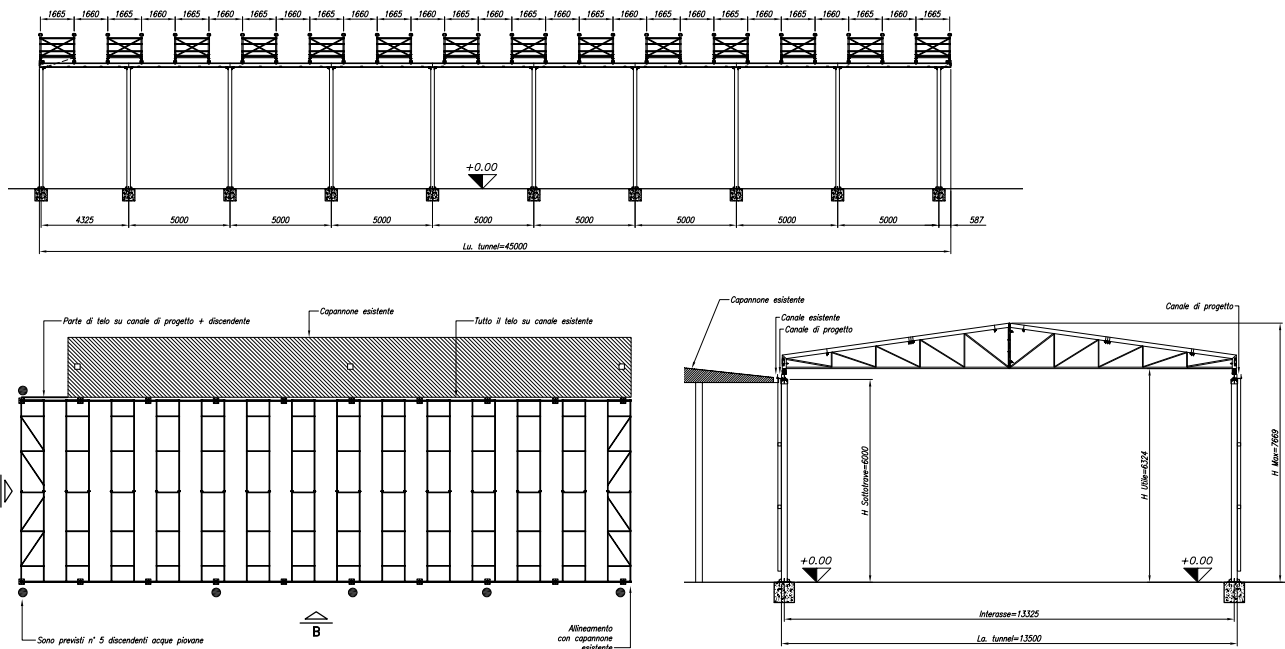 1665 1660 1665 1660 1665 1660 1665 1660 1665 1660 1665 1660 1665 1660 1665 1660 1665 1660 1665 1660 1665 1660 1665 1660 1665 1660 1665
+0.00
4325 5000 5000 5000 5000 5000 5000 5000 5000 587
Lu. tunnel=45000
Parte di telo su canale di progetto + discendente
Capannone esistente
Tutto il telo su canale esistente
B
Sono previsti n° 5 discendenti acque piovane
Allineamento
con capannone
esistente
Capannone esistente
Canale esistente
Canale di progetto
Canale di progetto
H Sottotrave=6000
H Utile=6324
H Max=7669
+0.00
+0.00
Interasse=13325
La. tunnel=13500